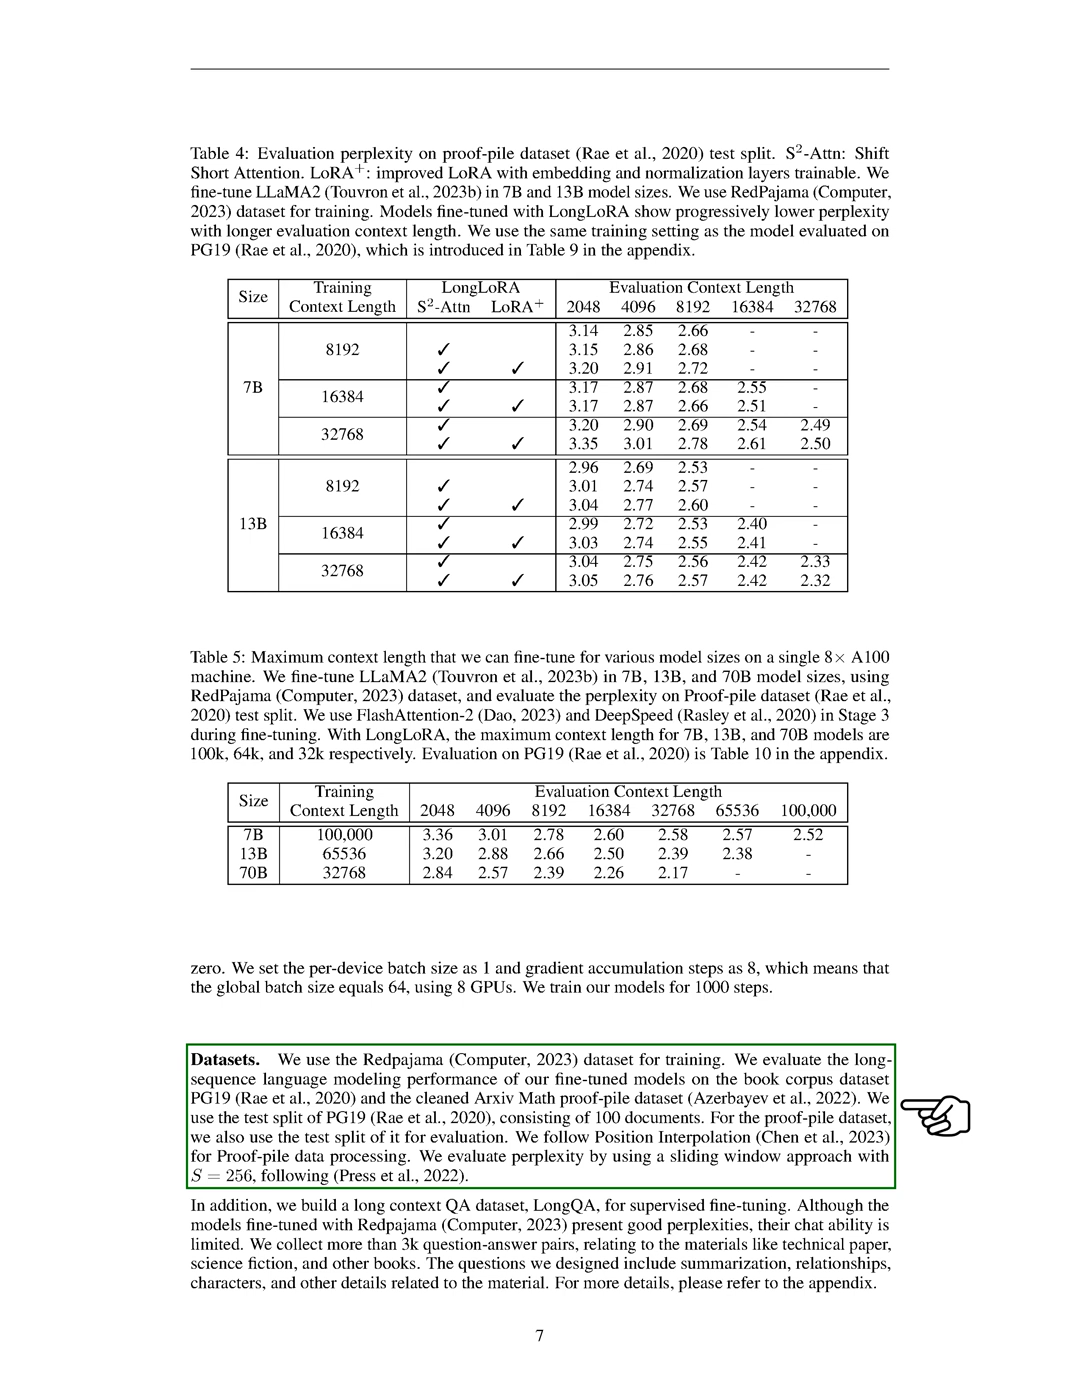 Table 4: Evaluation perplexity on proof-pile dataset (Rae et al., 2020) test split. S²-Attn: Shift
Short Attention. LoRA⁺: improved LoRA with embedding and normalization layers trainable. We
fine-tune LLaMA2 (Touvron et al., 2023b) in 7B and 13B model sizes. We use RedPajama (Computer,
2023) dataset for training. Models fine-tuned with LongLoRA show progressively lower perplexity
with longer evaluation context length. We use the same training setting as the model evaluated on
PG19 (Rae et al., 2020), which is introduced in Table 9 in the appendix.
Size Training LongLoRA Evaluation Context Length
Context Length S²-Attn LoRA⁺ 2048 4096 8192 16384 32768
3.14 2.85 2.66 - -
8192 ✓ 3.15 2.86 2.68 - -
✓ ✓ 3.20 2.91 2.72 - -
7B 16384 ✓ 3.17 2.87 2.68 2.55 -
✓ ✓ 3.17 2.87 2.66 2.51 -
32768 ✓ 3.20 2.90 2.69 2.54 2.49
✓ ✓ 3.35 3.01 2.78 2.61 2.50
2.96 2.69 2.53 - -
8192 ✓ 3.01 2.74 2.57 - -
✓ ✓ 3.04 2.77 2.60 - -
13B 16384 ✓ 2.99 2.72 2.53 2.40 -
✓ ✓ 3.03 2.74 2.55 2.41 -
32768 ✓ 3.04 2.75 2.56 2.42 2.33
✓ ✓ 3.05 2.76 2.57 2.42 2.32
Table 5: Maximum context length that we can fine-tune for various model sizes on a single 8× A100
machine. We fine-tune LLaMA2 (Touvron et al., 2023b) in 7B, 13B, and 70B model sizes, using
RedPajama (Computer, 2023) dataset, and evaluate the perplexity on Proof-pile dataset (Rae et al.,
2020) test split. We use FlashAttention-2 (Dao, 2023) and DeepSpeed (Rasley et al., 2020) in Stage 3
during fine-tuning. With LongLoRA, the maximum context length for 7B, 13B, and 70B models are
100k, 64k, and 32k respectively. Evaluation on PG19 (Rae et al., 2020) is Table 10 in the appendix.
Size Training Evaluation Context Length
Context Length 2048 4096 8192 16384 32768 65536 100,000
7B 100,000 3.36 3.01 2.78 2.60 2.58 2.57 2.52
13B 65536 3.20 2.88 2.66 2.50 2.39 2.38 -
70B 32768 2.84 2.57 2.39 2.26 2.17 - -
zero. We set the per-device batch size as 1 and gradient accumulation steps as 8, which means that
the global batch size equals 64, using 8 GPUs. We train our models for 1000 steps.
Datasets. We use the Redpajama (Computer, 2023) dataset for training. We evaluate the long-
sequence language modeling performance of our fine-tuned models on the book corpus dataset
PG19 (Rae et al., 2020) and the cleaned Arxiv Math proof-pile dataset (Azerbayev et al., 2022). We
use the test split of PG19 (Rae et al., 2020), consisting of 100 documents. For the proof-pile dataset,
we also use the test split of it for evaluation. We follow Position Interpolation (Chen et al., 2023)
for Proof-pile data processing. We evaluate perplexity by using a sliding window approach with
S = 256, following (Press et al., 2022).
In addition, we build a long context QA dataset, LongQA, for supervised fine-tuning. Although the
models fine-tuned with Redpajama (Computer, 2023) present good perplexities, their chat ability is
limited. We collect more than 3k question-answer pairs, relating to the materials like technical paper,
science fiction, and other books. The questions we designed include summarization, relationships,
characters, and other details related to the material. For more details, please refer to the appendix.
7